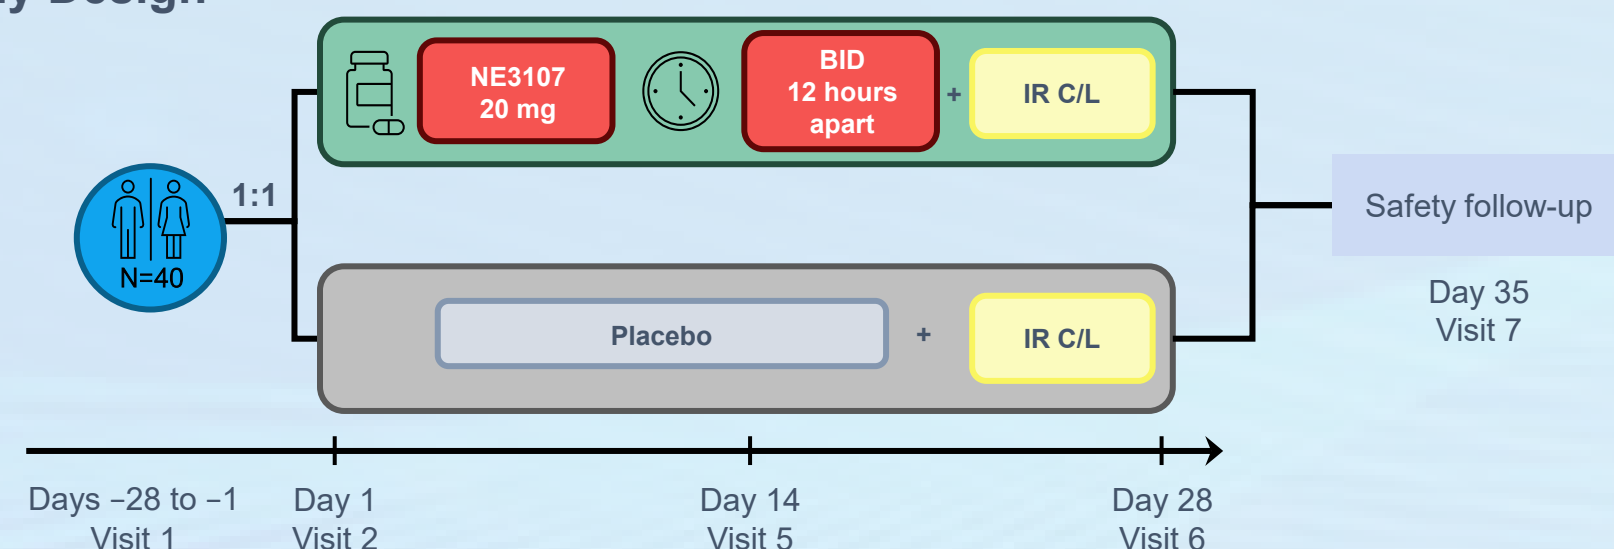 Design
NE3107
20 mg
BID
12 hours
apart
+
IR C/L
1:1
N=40
Safety follow-up
Day 35
Visit 7
Placebo
+
IR C/L
Days −28 to −1
Visit 1
Day 1
Visit 2
Day 14
Visit 5
Day 28
Visit 6